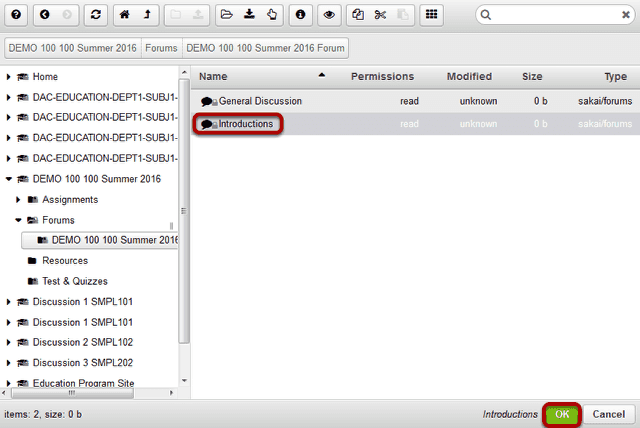 DEMO 100 100 Summer 2016 Forums DEMO 100 100 Summer 2016 Forum
Home
DAC-EDUCATION-DEPT1-SUBJ1-
DAC-EDUCATION-DEPT1-SUBJ1-
DAC-EDUCATION-DEPT1-SUBJ1-
DAC-EDUCATION-DEPT1-SUBJ1-
DEMO 100 100 Summer 2016
Assignments
Forums
DEMO 100 100 Summer 2016
Resources
Test & Quizzes
Discussion 1 SMPL101
Discussion 1 SMPL101
Discussion 2 SMPL102
Discussion 3 SMPL202
Education Program Site
Name Permissions Modified Size Type
General Discussion read unknown 0 b sakai/forums
Introductions read unknown 0 b sakai/forums
items: 2, size: 0 b
Introductions OK Cancel